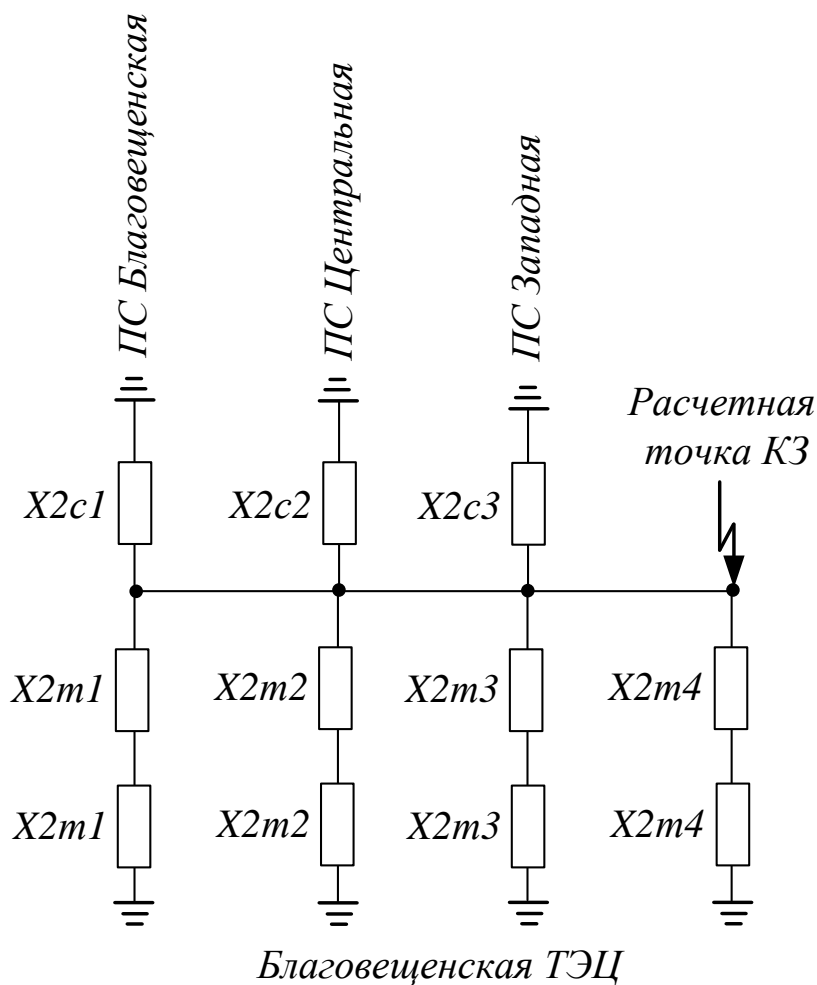 ПС Благовещенская
ПС Центральная
ПС Западная
Расчетная
точка КЗ
X2c1
X2c2
X2c3
X2m1
X2m2
X2m3
X2m4
X2m1
X2m2
X2m3
X2m4
Благовещенская ТЭЦ